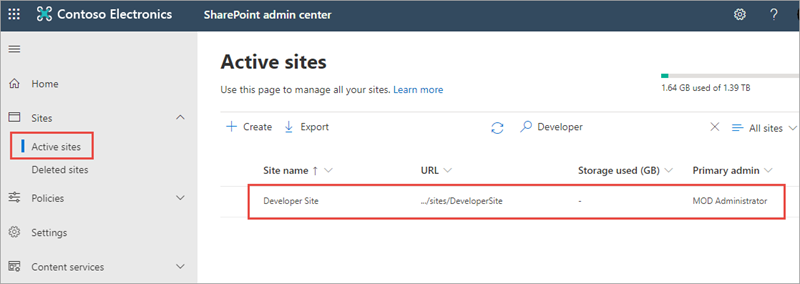 Contoso Electronics SharePoint admin center ?
Home
Sites
Active sites
Deleted sites
Policies
Settings
Content services
Active sites
Use this page to manage all your sites. Learn more
1.64 GB used of 1.39 TB
Create Export Developer All sites
Site name ↑ URL Storage used (GB) Primary admin
Developer Site .../sites/DeveloperSite - MOD Administrator